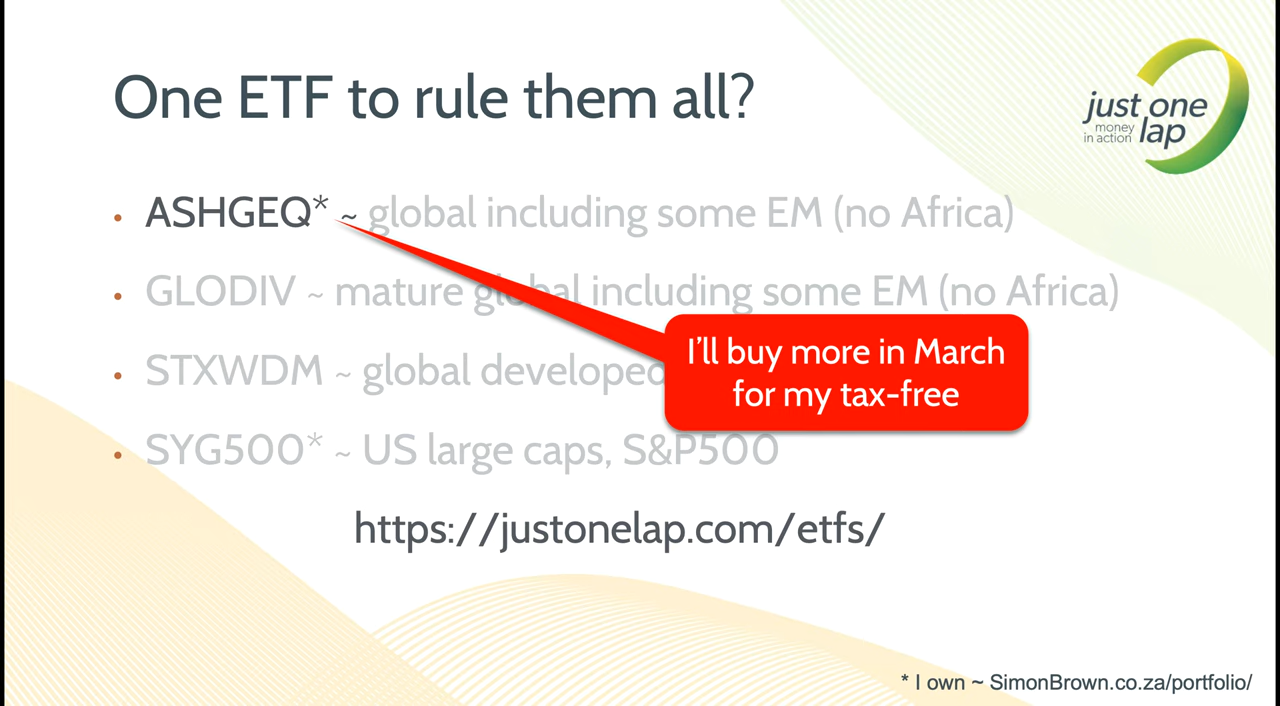 One ETF to rule them all?
just one
money
in action lap
• ASHGEQ* ~ global including some EM (no Africa)
• GLODIV ~ mature global including some EM (no Africa)
• STXWDM ~ global developed
I'll buy more in March
for my tax-free
• SYG500* ~ US large caps, S&P500
https://justonelap.com/etfs/
* I own ~ SimonBrown.co.za/portfolio/